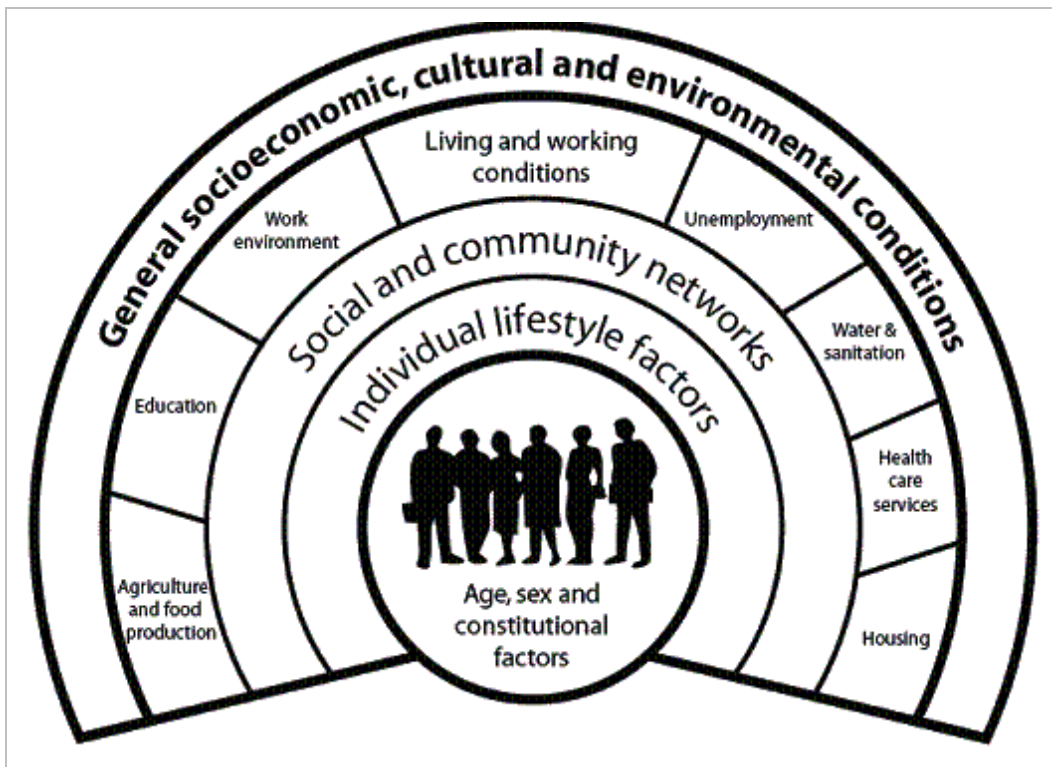 General socioeconomic, cultural and environmental conditions
Living and working
conditions
Work
environment
Unemployment
Education
Water &
sanitation
Agriculture
and food
production
Health
care
services
Housing
Social and community networks
Individual lifestyle factors
Age, sex and
constitutional
factors